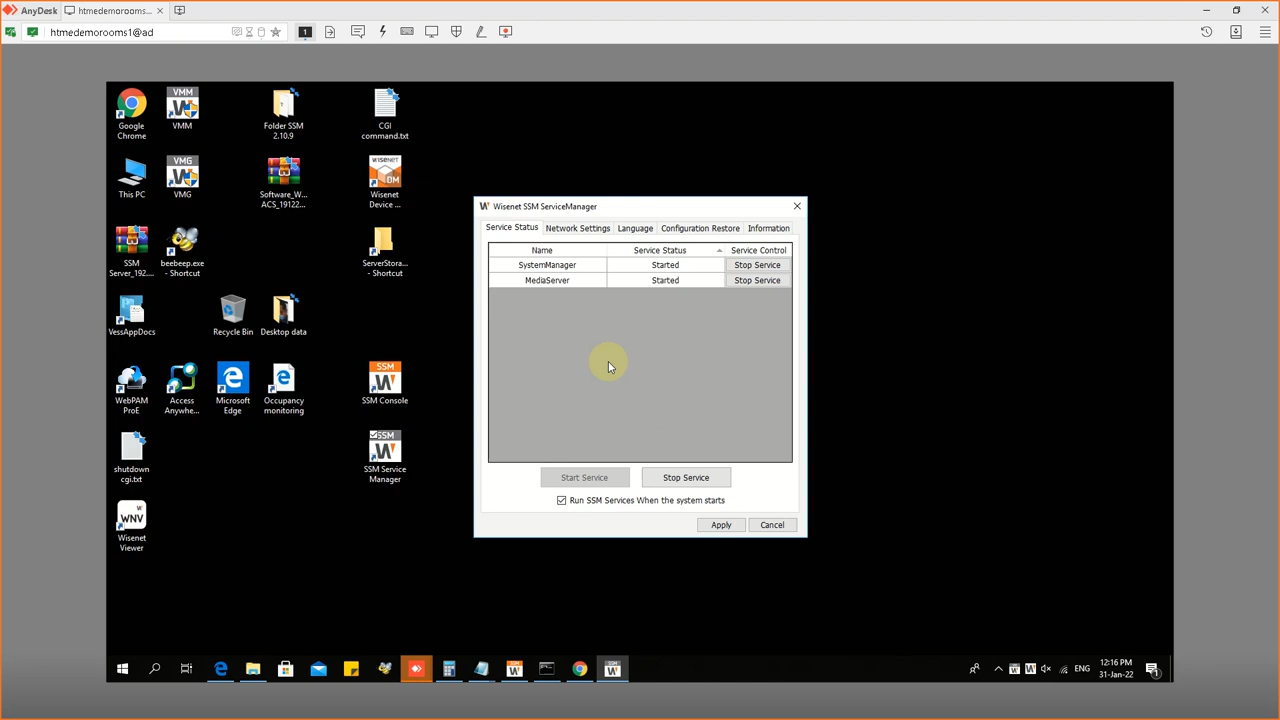 AnyDesk
htmedemorooms1
1
htmedemorooms1@ad
Google
Chrome
VMM
VMM
Folder SSM
2.10.9
CGI
command.txt
This PC
VMG
VMG
Software_W...
ACS_19122...
WISENET
DM
Wisenet
Device ...
SSM
Server_192....
beebeep.exe
- Shortcut
ServerStora...
- Shortcut
VessAppDocs
Recycle Bin
Desktop data
WebPAM
ProE
Access
Anywhe...
Microsoft
Edge
Occupancy
monitoring
SSM
SSM Console
shutdown
cgi.txt
SSM
SSM Service
Manager
WNV
Wisenet
Viewer
Wisenet SSM ServiceManager
Service Status
Network Settings
Language
Configuration Restore
Information
Name Service Status Service Control
SystemManager Started Stop Service
MediaServer Started Stop Service
Start Service
Stop Service
Run SSM Services When the system starts
Apply
Cancel
ENG
12:16 PM
31-Jan-22
1